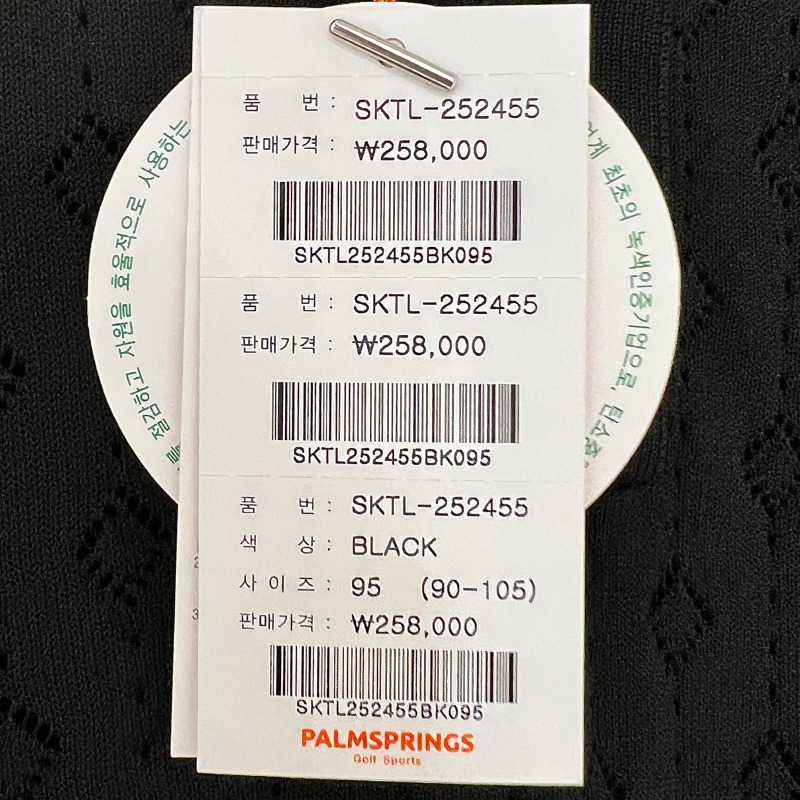 품 번 : SKTL-252455
판매가격 : ₩258,000
SKTL252455BK095
품 번 : SKTL-252455
판매가격 : ₩258,000
SKTL252455BK095
품 번 : SKTL-252455
색 상 : BLACK
사 이 즈 : 95 (90-105)
판매가격 : ₩258,000
SKTL252455BK095
PALMSPRINGS
Golf Sports
절감하고 자원을 효율적으로 사용하는
최초의 녹색인증기업으로,